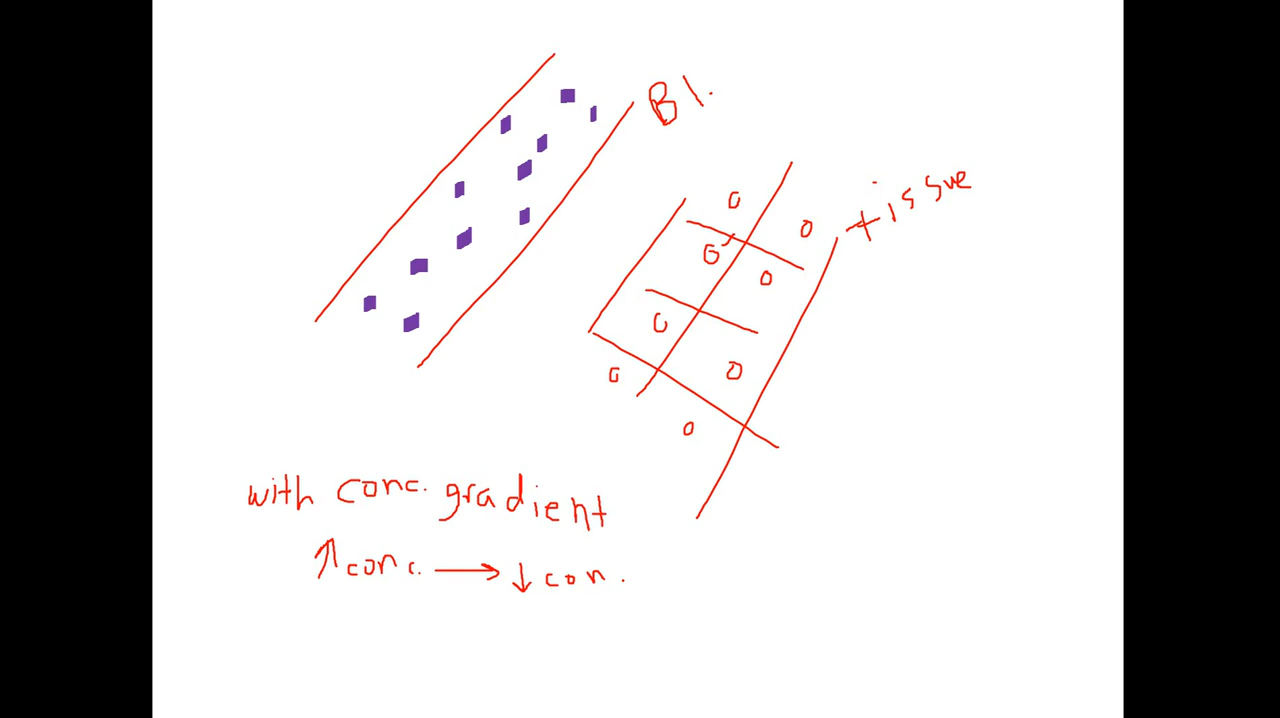 Bl.
tissue
with conc. gradient
↑conc. → ↓con.